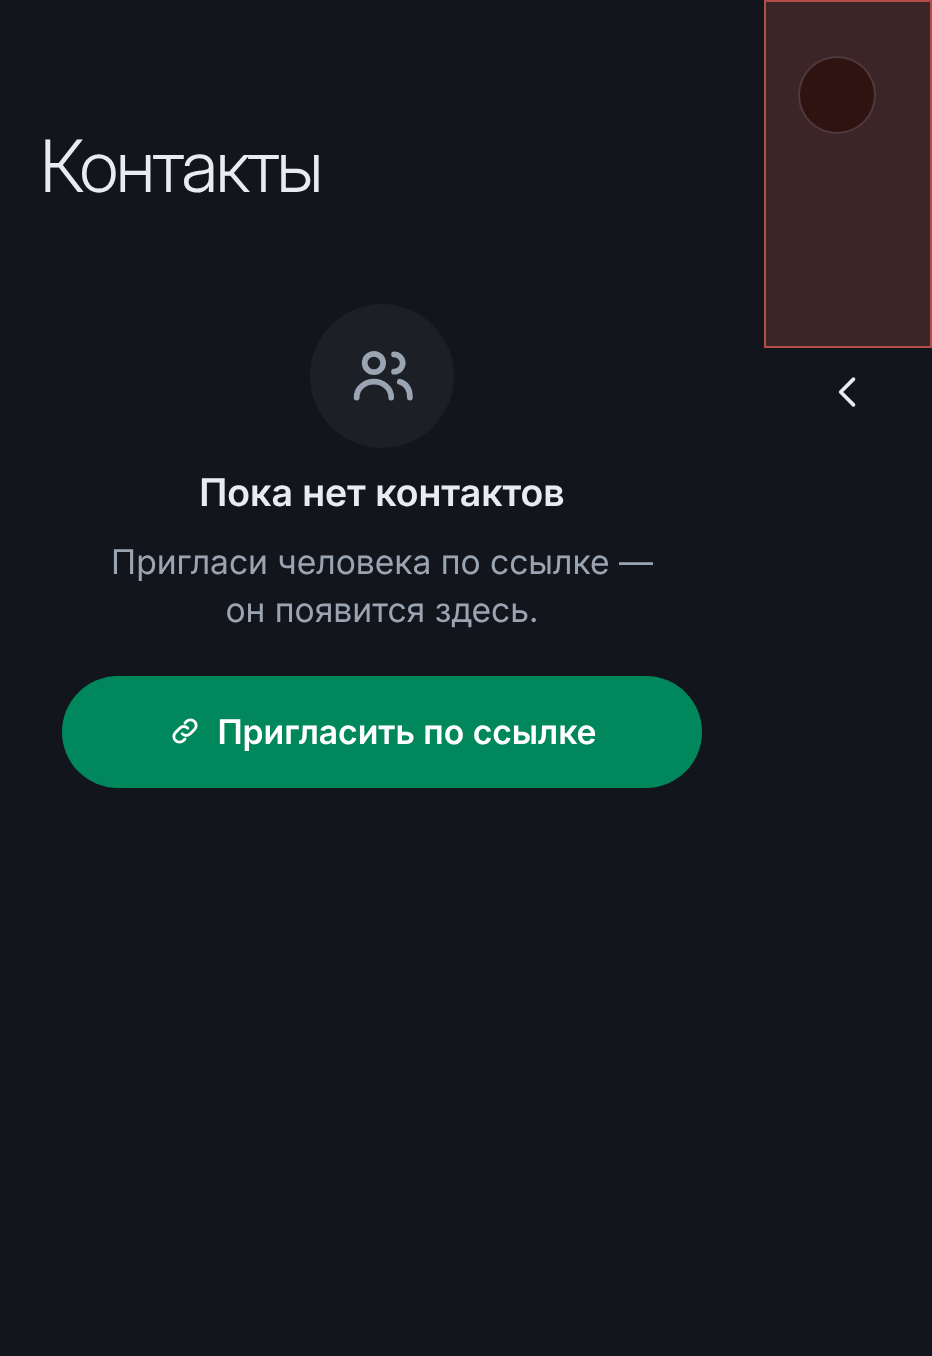 Контакты
Пока нет контактов
Пригласи человека по ссылке —
он появится здесь.
Пригласить по ссылке